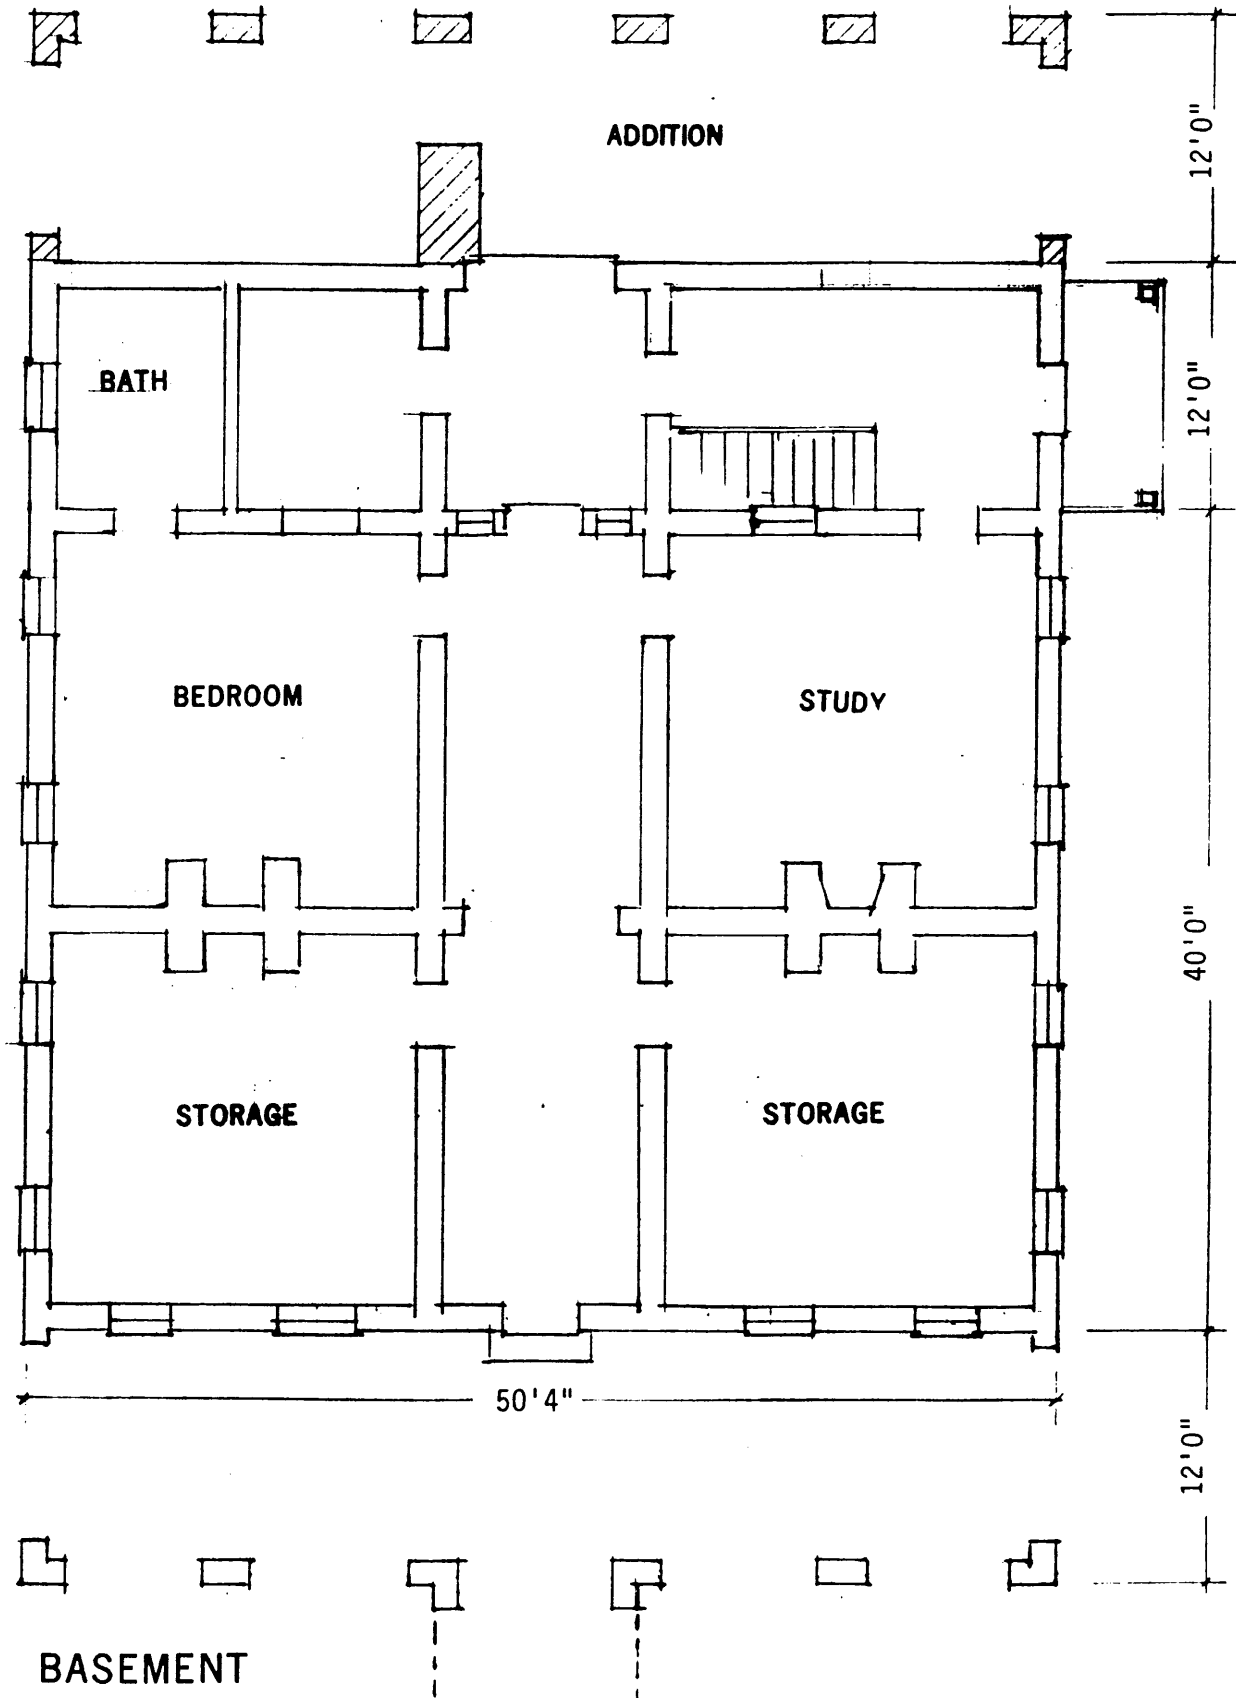 ADDITION
12'0"
BATH
12'0"
BEDROOM
STUDY
40'0"
STORAGE
STORAGE
50'4"
12'0"
BASEMENT